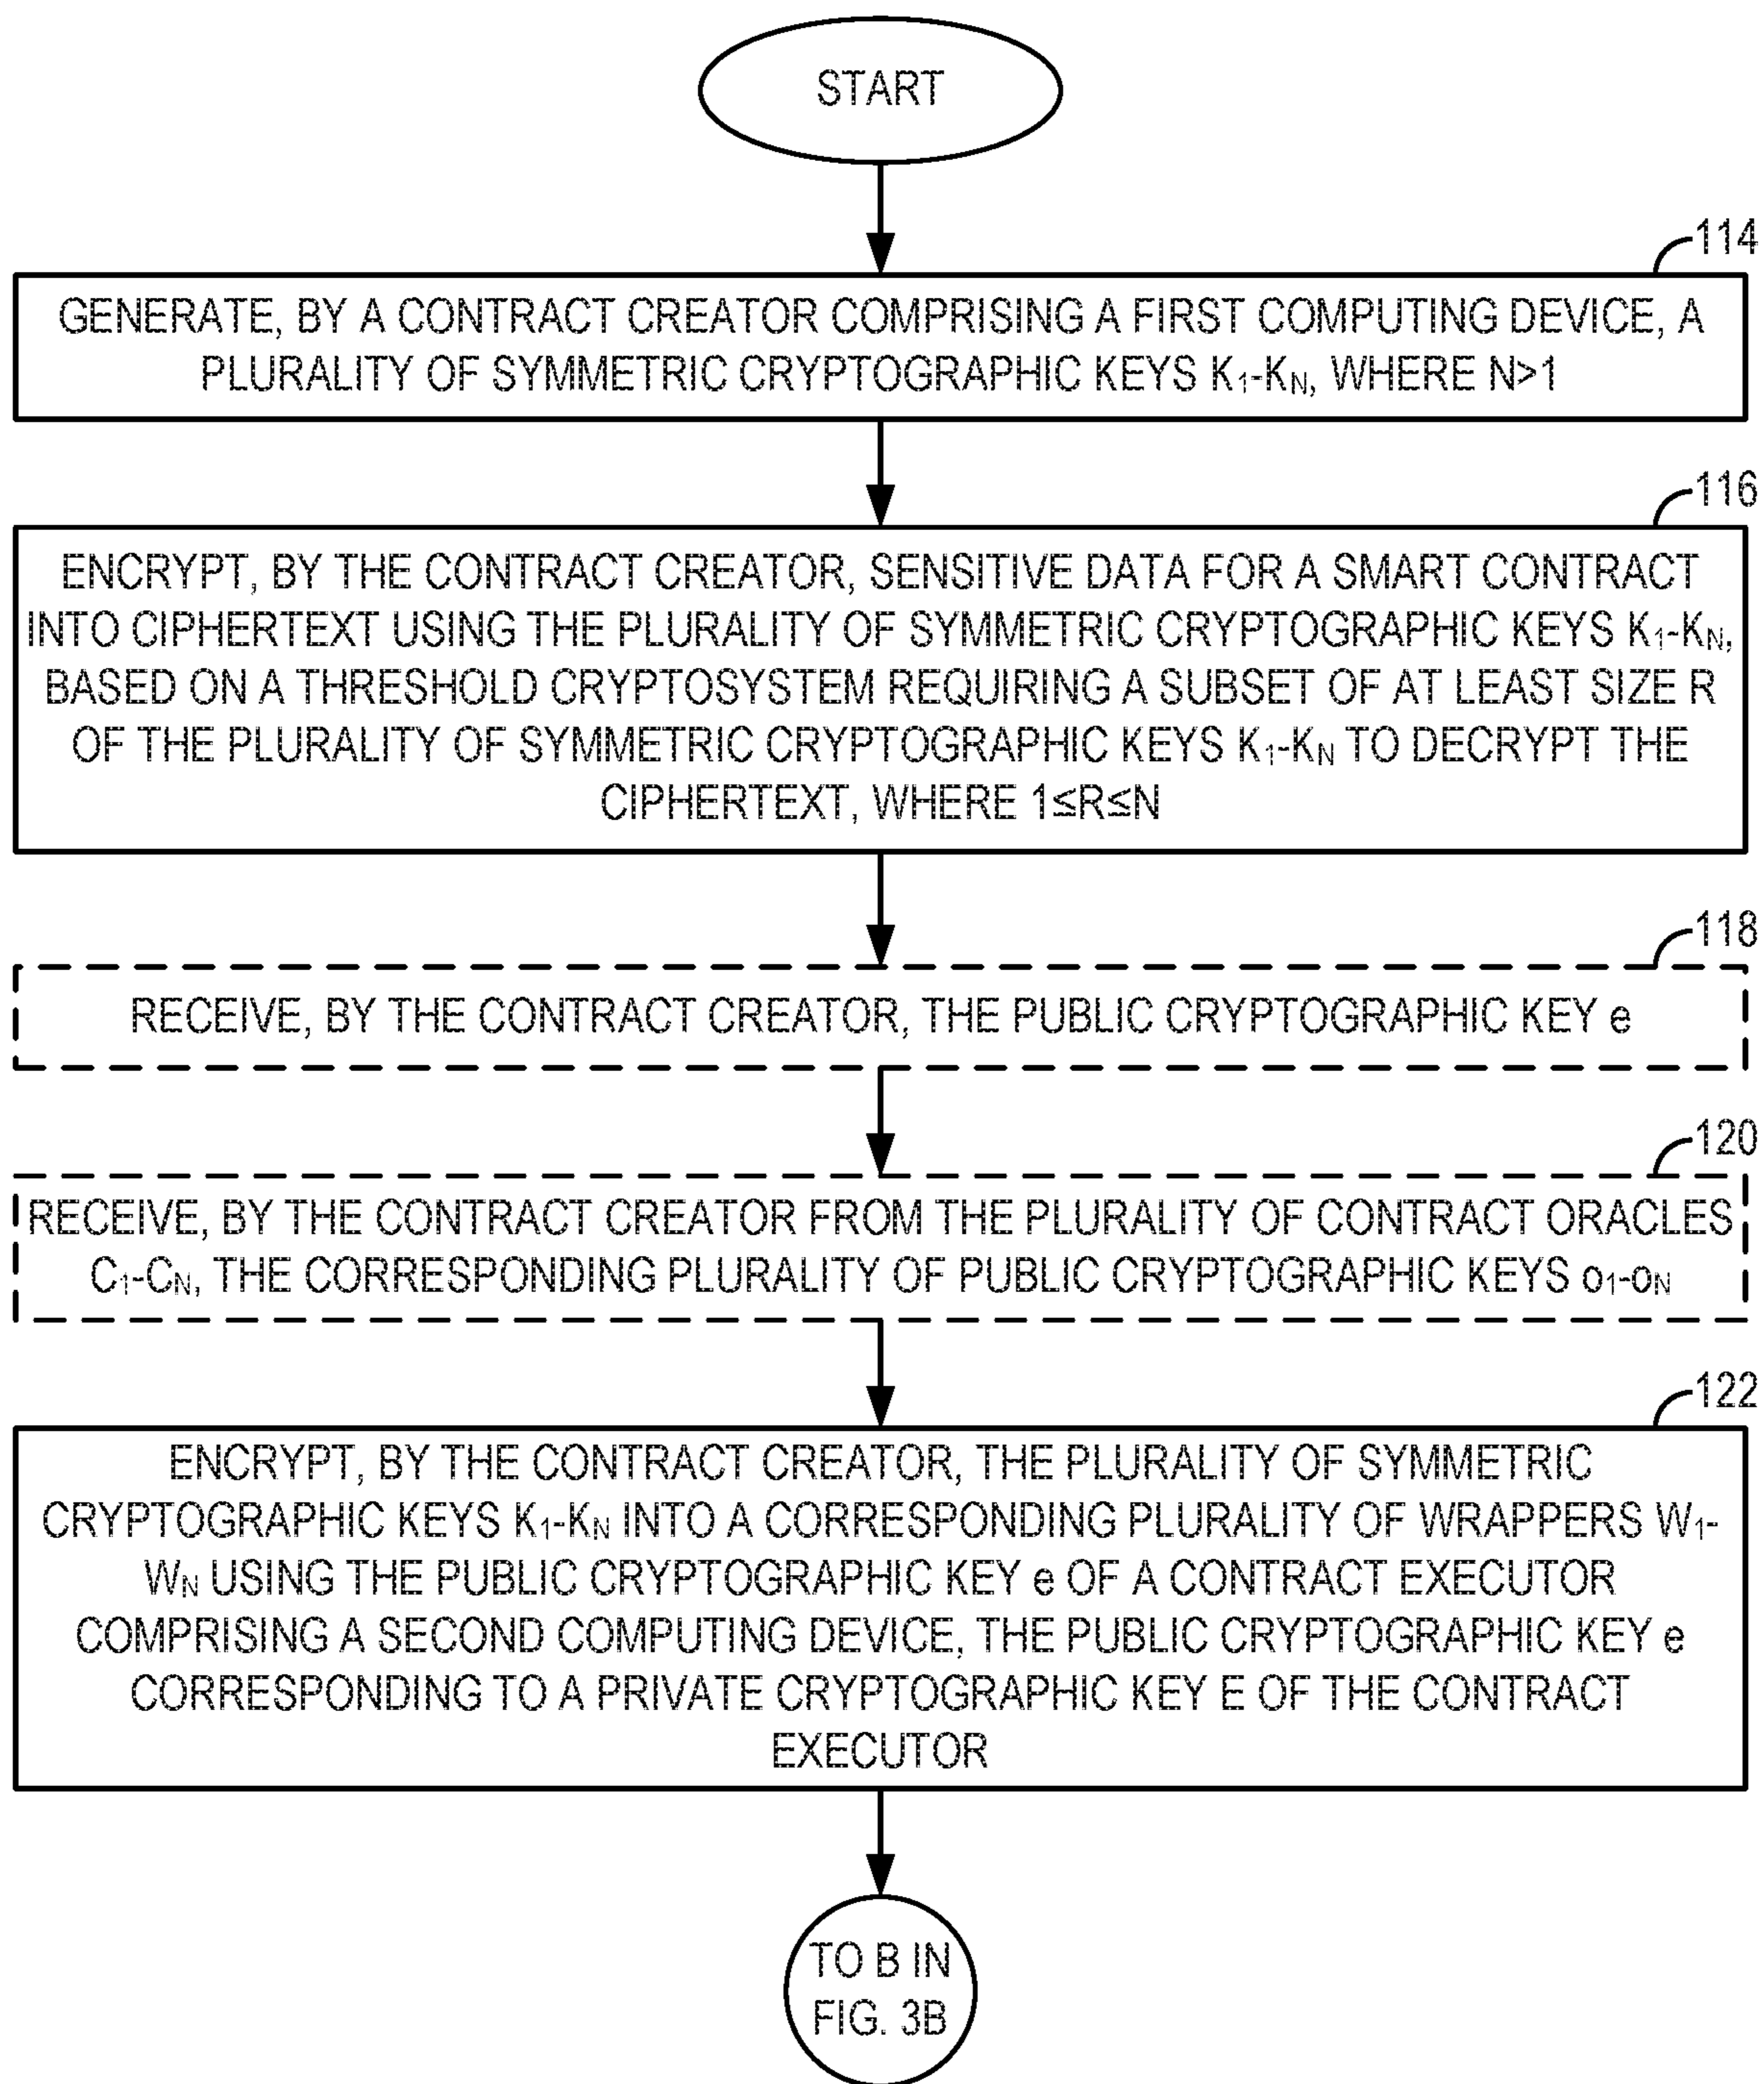 START
114
GENERATE, BY A CONTRACT CREATOR COMPRISING A FIRST COMPUTING DEVICE, A
PLURALITY OF SYMMETRIC CRYPTOGRAPHIC KEYS K₁-K_N, WHERE N>1
116
ENCRYPT, BY THE CONTRACT CREATOR, SENSITIVE DATA FOR A SMART CONTRACT
INTO CIPHERTEXT USING THE PLURALITY OF SYMMETRIC CRYPTOGRAPHIC KEYS K₁-K_N,
BASED ON A THRESHOLD CRYPTOSYSTEM REQUIRING A SUBSET OF AT LEAST SIZE R
OF THE PLURALITY OF SYMMETRIC CRYPTOGRAPHIC KEYS K₁-K_N TO DECRYPT THE
CIPHERTEXT, WHERE 1≤R≤N
118
RECEIVE, BY THE CONTRACT CREATOR, THE PUBLIC CRYPTOGRAPHIC KEY e
120
RECEIVE, BY THE CONTRACT CREATOR FROM THE PLURALITY OF CONTRACT ORACLES
C₁-C_N, THE CORRESPONDING PLURALITY OF PUBLIC CRYPTOGRAPHIC KEYS o₁-o_N
122
ENCRYPT, BY THE CONTRACT CREATOR, THE PLURALITY OF SYMMETRIC
CRYPTOGRAPHIC KEYS K₁-K_N INTO A CORRESPONDING PLURALITY OF WRAPPERS W₁-
W_N USING THE PUBLIC CRYPTOGRAPHIC KEY e OF A CONTRACT EXECUTOR
COMPRISING A SECOND COMPUTING DEVICE, THE PUBLIC CRYPTOGRAPHIC KEY e
CORRESPONDING TO A PRIVATE CRYPTOGRAPHIC KEY E OF THE CONTRACT
EXECUTOR
TO B IN
FIG. 3B